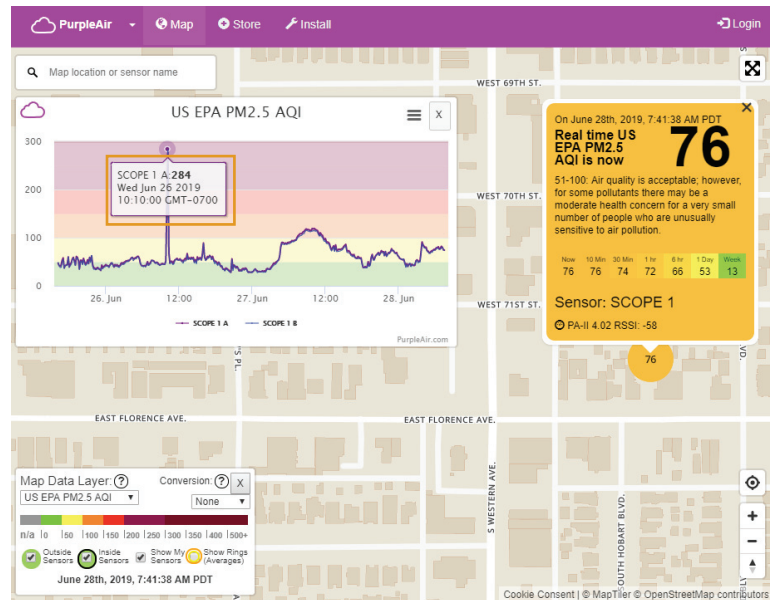 PurpleAir
Map
Store
Install
Login
Map location or sensor name
WEST 69TH ST.
US EPA PM2.5 AQI
X
300
200
100
0
SCOPE 1 A:284
Wed Jun 26 2019
10:10:00 GMT-0700
26. Jun 12:00 27. Jun 12:00 28. Jun
SCOPE 1 A SCOPE 1 B
PurpleAir.com
On June 28th, 2019, 7:41:38 AM PDT
Real time US
EPA PM2.5
AQI is now
76
51-100: Air quality is acceptable; however,
for some pollutants there may be a
moderate health concern for a very small
number of people who are unusually
sensitive to air pollution.
Now 10 Min 30 Min 1 hr 6 hr 1 Day Week
76 76 74 72 66 53 13
Sensor: SCOPE 1
PA-II 4.02 RSSI: -58
76
WEST 70TH ST.
WEST 71ST ST.
'S PL.
VD.
EAST FLORENCE AVE.
EAST FLORENCE AVE.
S WESTERN AVE.
OUTH HOBART BLVD.
Map Data Layer: ?
Conversion: ? X
US EPA PM2.5 AQI
None
n/a |0 |50 |100 |150 |200 |250 |300 |350 |400 |500+
Outside
Sensors
Inside
Sensors
Show My
Sensors
Show Rings
(Averages)
June 28th, 2019, 7:41:38 AM PDT
+
−
Cookie Consent | © MapTiler © OpenStreetMap contributors